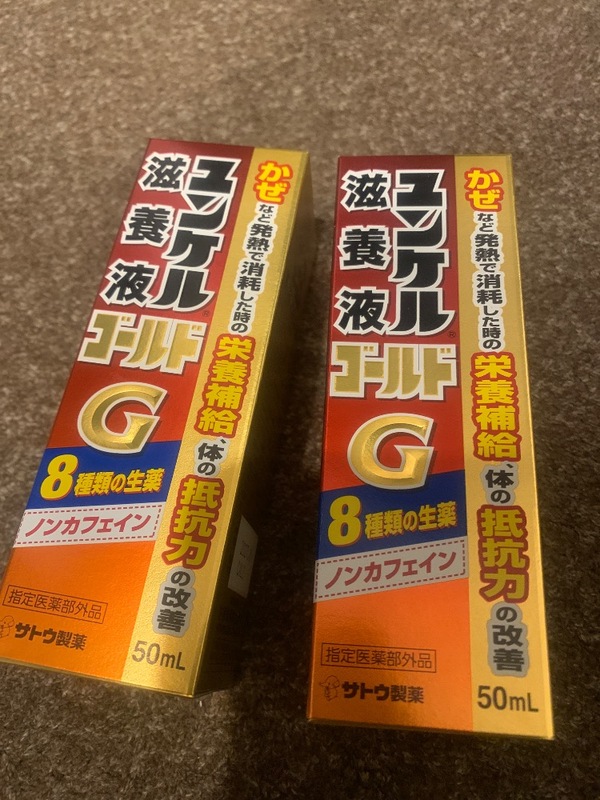 ユンケル®
滋養液
ゴールド
G
8種類の生薬
ノンカフェイン
指定医薬部外品
サトウ製薬
かぜなど発熱で消耗した時の栄養補給、体の抵抗力の改善
50mL
ユンケル®
滋養液
ゴールド
G
8種類の生薬
ノンカフェイン
指定医薬部外品
サトウ製薬
かぜなど発熱で消耗した時の栄養補給、体の抵抗力の改善
50mL